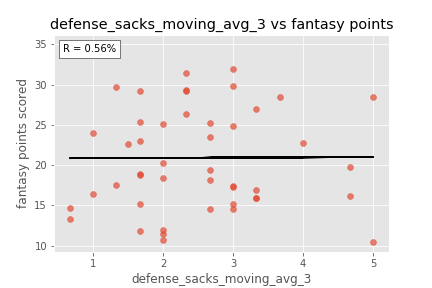 defense_sacks_moving_avg_3 vs fantasy points
R = 0.56%
fantasy points scored
35
30
25
20
15
10
1 2 3 4 5
defense_sacks_moving_avg_3